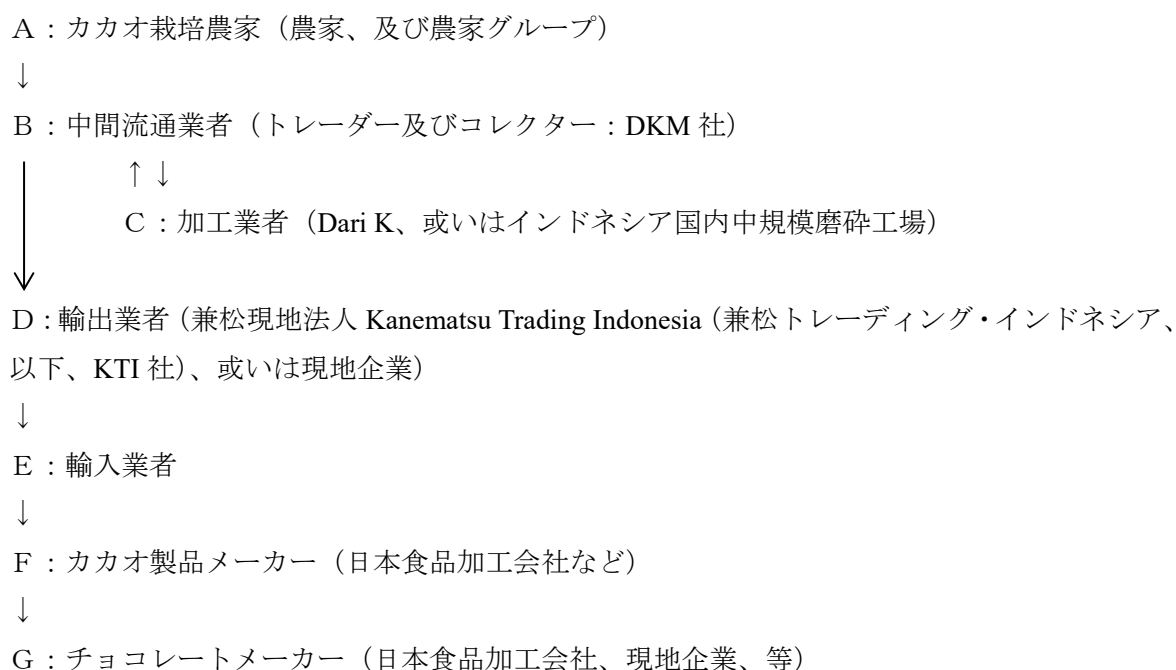 A：カカオ栽培農家（農家、及び農家グループ）
↓
B：中間流通業者（トレーダー及びコレクター：DKM 社）
↑ ↓
C：加工業者（Dari K、或いはインドネシア国内中規模磨砕工場）
D：輸出業者（兼松現地法人 Kanematsu Trading Indonesia（兼松トレーディング・インドネシア、
以下、KTI 社）、或いは現地企業）
↓
E：輸入業者
↓
F：カカオ製品メーカー（日本食品加工会社など）
↓
G：チョコレートメーカー（日本食品加工会社、現地企業、等）